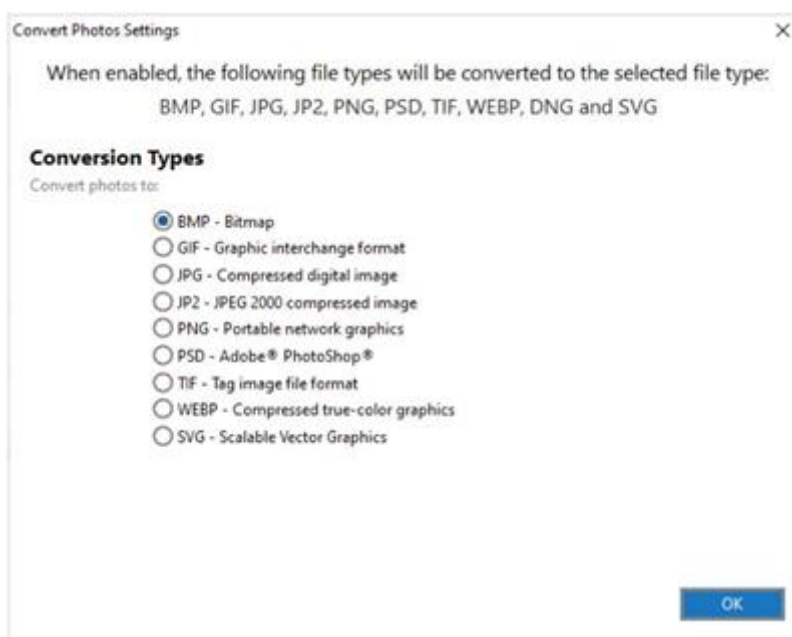 Convert Photos Settings
When enabled, the following file types will be converted to the selected file type:
BMP, GIF, JPG, JP2, PNG, PSD, TIF, WEBP, DNG and SVG
Conversion Types
Convert photos to:
BMP - Bitmap
GIF - Graphic interchange format
JPG - Compressed digital image
JP2 - JPEG 2000 compressed image
PNG - Portable network graphics
PSD - Adobe® PhotoShop®
TIF - Tag image file format
WEBP - Compressed true-color graphics
SVG - Scalable Vector Graphics
OK